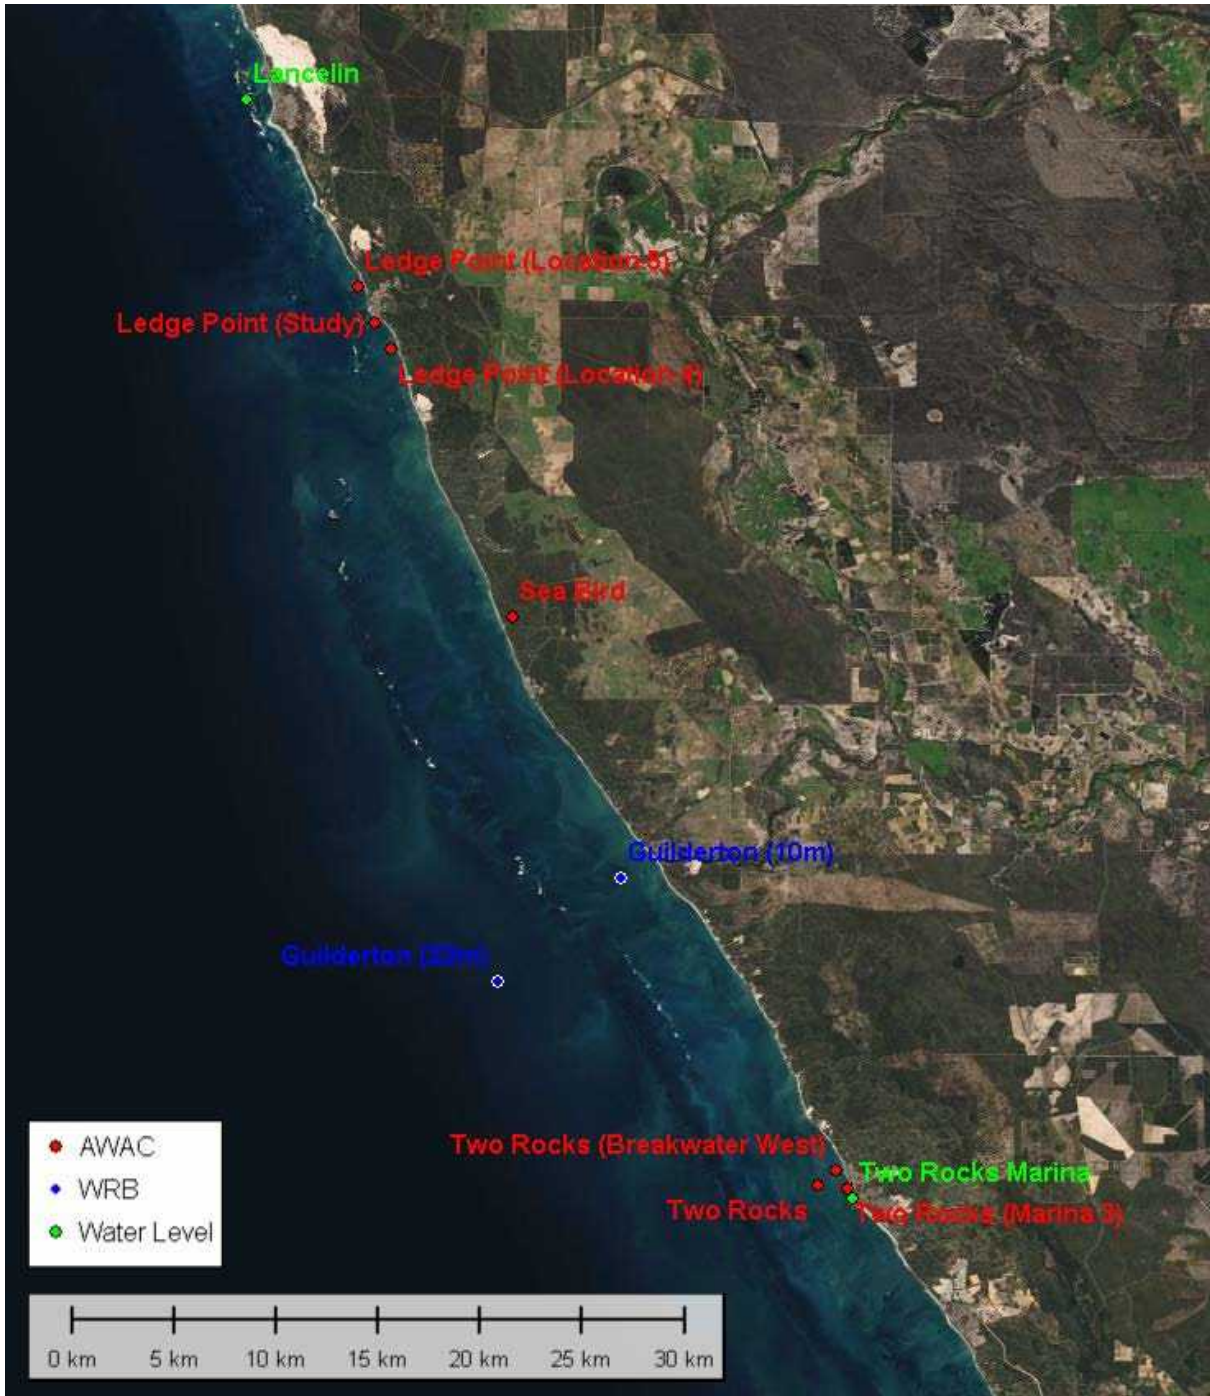 Lancelin
Ledge Point (Location-5)
Ledge Point (Study)
Ledge Point (Location-4)
Sea Bird
Guilderton (10m)
Guilderton
Two Rocks (Breakwater West)
Two Rocks Marina
Two Rocks
Two Rocks (Marina 3)
AWAC
WRB
Water Level
0 km 5 km 10 km 15 km 20 km 25 km 30 km